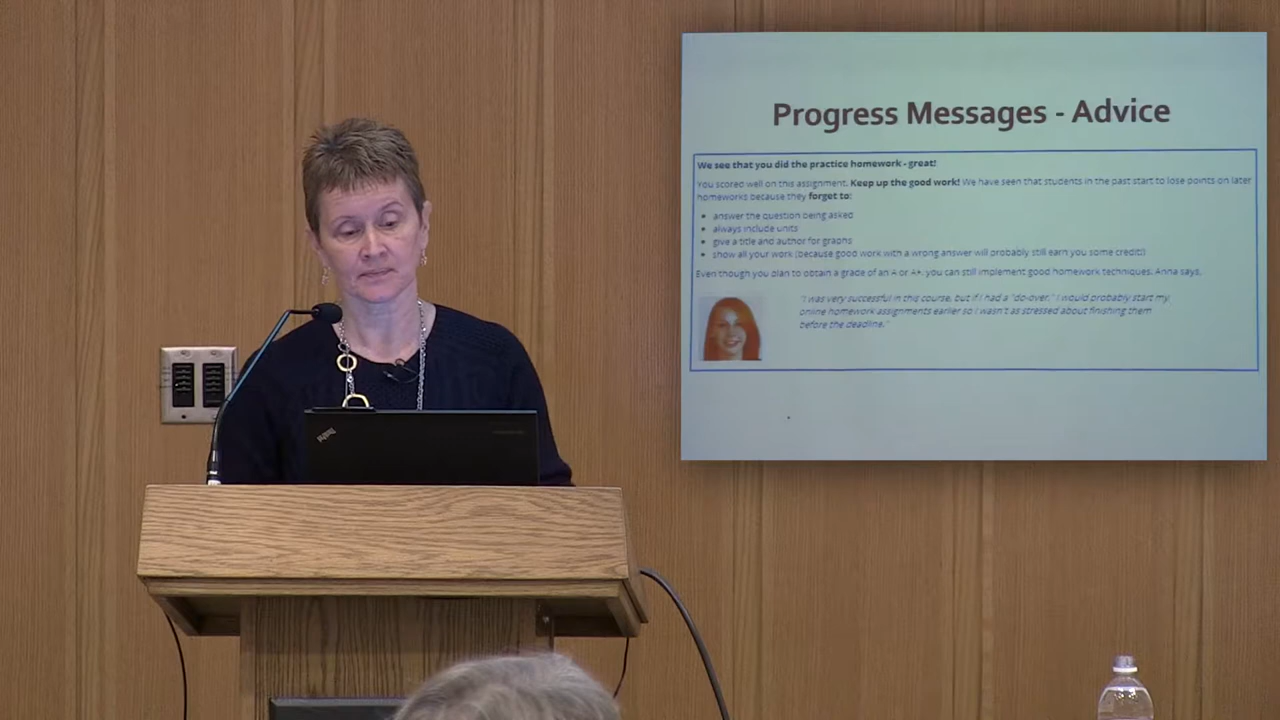 Progress Messages - Advice
We see that you did the practice homework - great!
You scored well on this assignment. Keep up the good work! We have seen that students in the past start to lose points on later
homeworks because they forget to:
• answer the question being asked
• always include units
• give a title and author for graphs
• show all your work (because good work with a wrong answer will probably still earn you some credit!)
Even though you plan to obtain a grade of an A or A+, you can still implement good homework techniques. Anna says,
"I was very successful in this course, but if I had a "do-over," I would probably start my
online homework assignments earlier so I wasn't as stressed about finishing them
before the deadline."